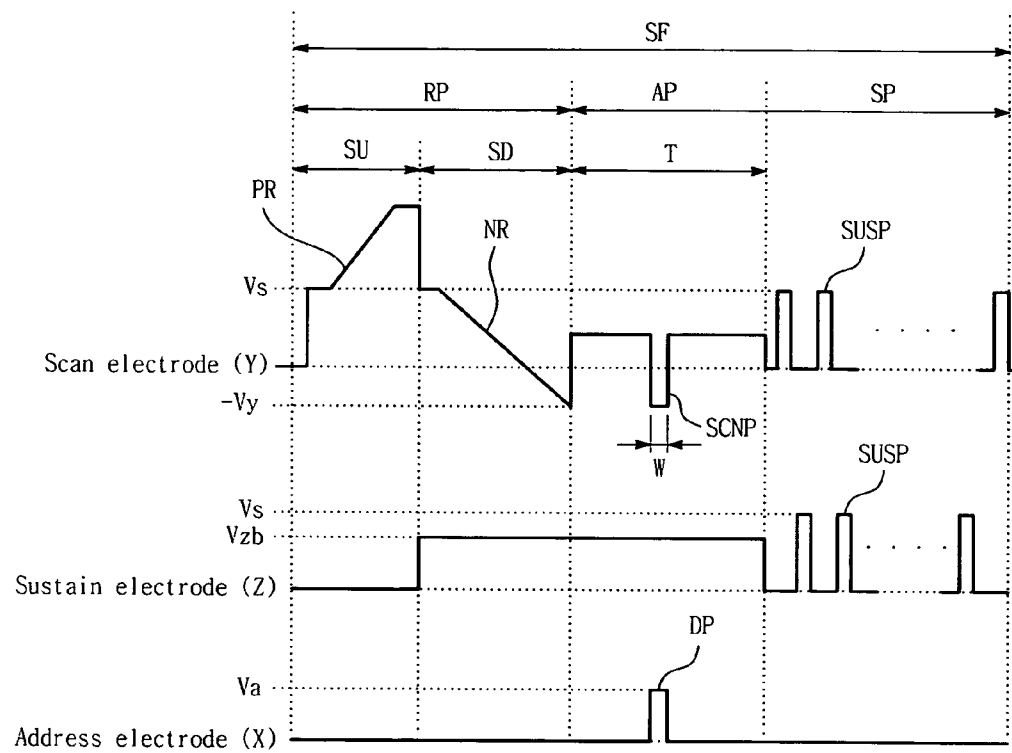 SF
RP AP SP
SU SD T
PR
NR
SUSP
Vs
Scan electrode (Y)
-Vy
SCNP
W
SUSP
Vs
Vzb
Sustain electrode (Z)
DP
Va
Address electrode (X)